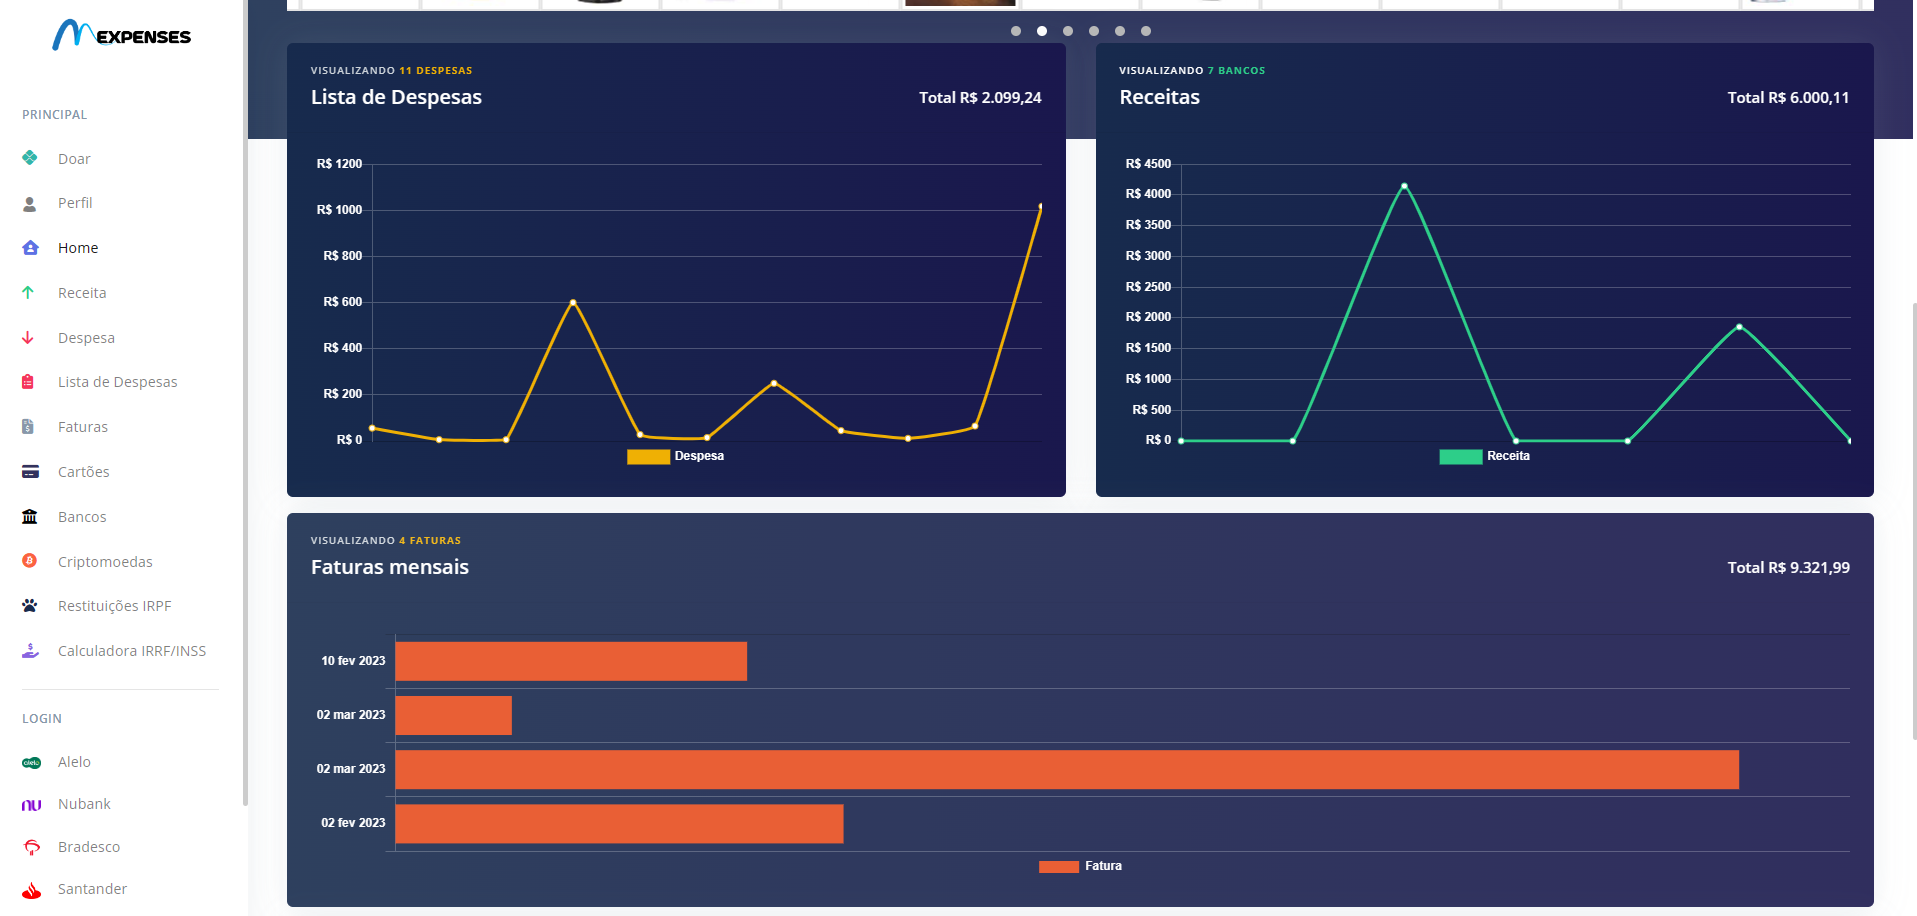 EXPENSES
PRINCIPAL
Doar
Perfil
Home
Receita
Despesa
Lista de Despesas
Faturas
Cartões
Bancos
Criptomoedas
Restituições IRPF
Calculadora IRRF/INSS
LOGIN
alelo Alelo
nu Nubank
Bradesco
Santander
VISUALIZANDO 11 DESPESAS
Lista de Despesas
Total R$ 2.099,24
R$ 1200
R$ 1000
R$ 800
R$ 600
R$ 400
R$ 200
R$ 0
Despesa
VISUALIZANDO 7 BANCOS
Receitas
Total R$ 6.000,11
R$ 4500
R$ 4000
R$ 3500
R$ 3000
R$ 2500
R$ 2000
R$ 1500
R$ 1000
R$ 500
R$ 0
Receita
VISUALIZANDO 4 FATURAS
Faturas mensais
Total R$ 9.321,99
10 fev 2023
02 mar 2023
02 mar 2023
02 fev 2023
Fatura